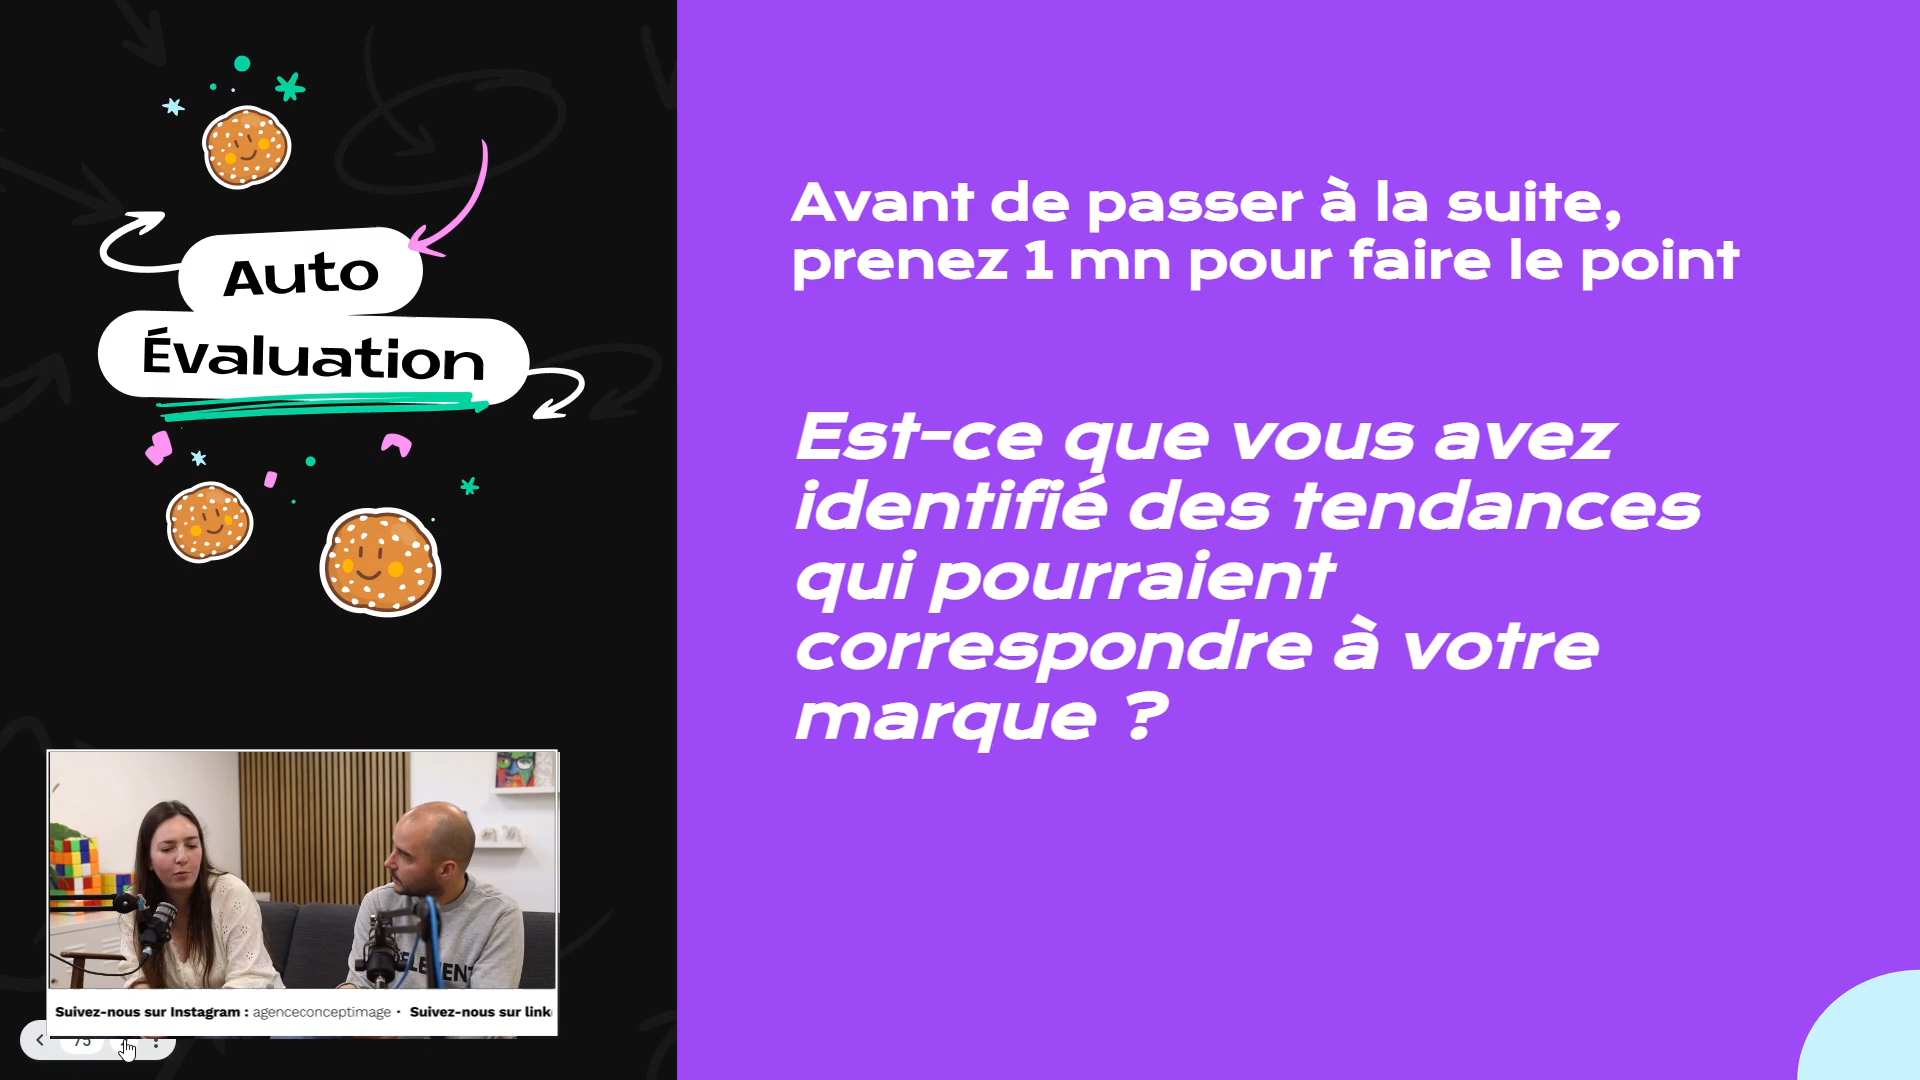 Auto
Évaluation
Avant de passer à la suite,
prenez 1 mn pour faire le point
Est-ce que vous avez
identifié des tendances
qui pourraient
correspondre à votre
marque ?
Suivez-nous sur Instagram : agenceconceptimage · Suivez-nous sur link
75